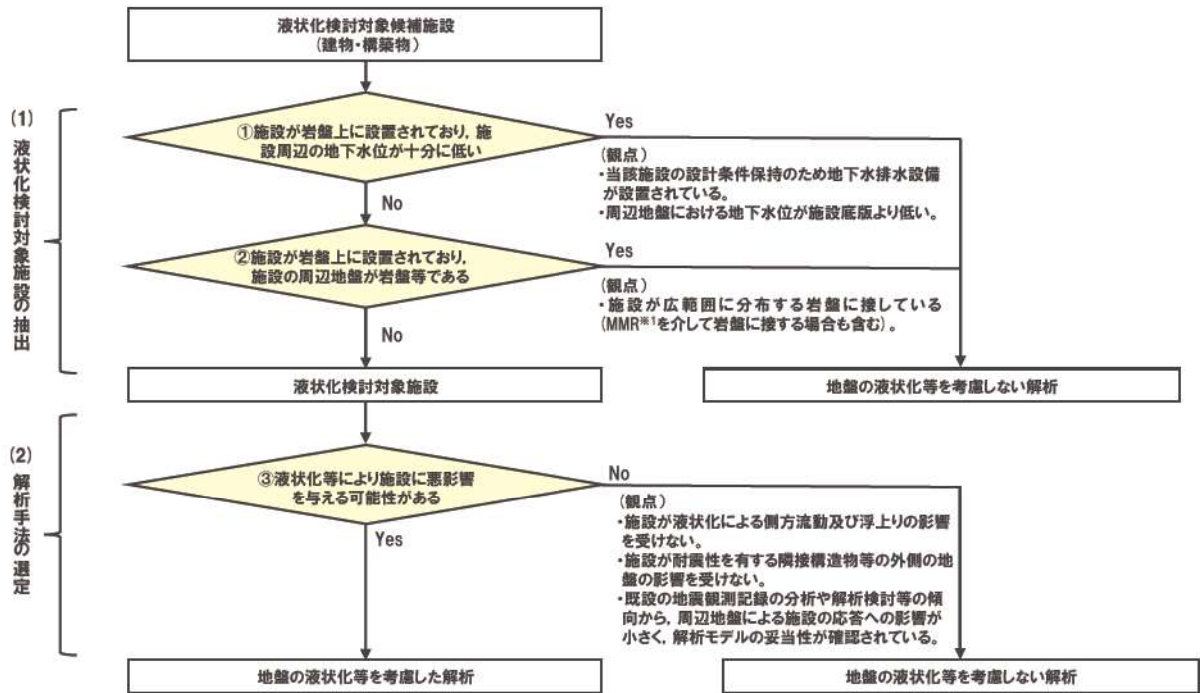 液状化検討対象候補施設
(建物・構築物)
(1)
液状化検討対象施設の抽出
①施設が岩盤上に設置されており，施
設周辺の地下水位が十分に低い
Yes
(観点)
・当該施設の設計条件保持のため地下水排水設備
が設置されている。
・周辺地盤における地下水位が施設底版より低い。
No
②施設が岩盤上に設置されており，
施設の周辺地盤が岩盤等である
Yes
(観点)
・施設が広範囲に分布する岩盤に接している
(MMR※1を介して岩盤に接する場合も含む)。
No
液状化検討対象施設
地盤の液状化等を考慮しない解析
(2)
解析手法の選定
③液状化等により施設に悪影響
を与える可能性がある
No
(観点)
・施設が液状化による側方流動及び浮上りの影響
を受けない。
・施設が耐震性を有する隣接構造物等の外側の地
盤の影響を受けない。
・既設の地震観測記録の分析や解析検討等の傾
向から，周辺地盤による施設の応答への影響が
小さく，解析モデルの妥当性が確認されている。
Yes
地盤の液状化等を考慮した解析
地盤の液状化等を考慮しない解析